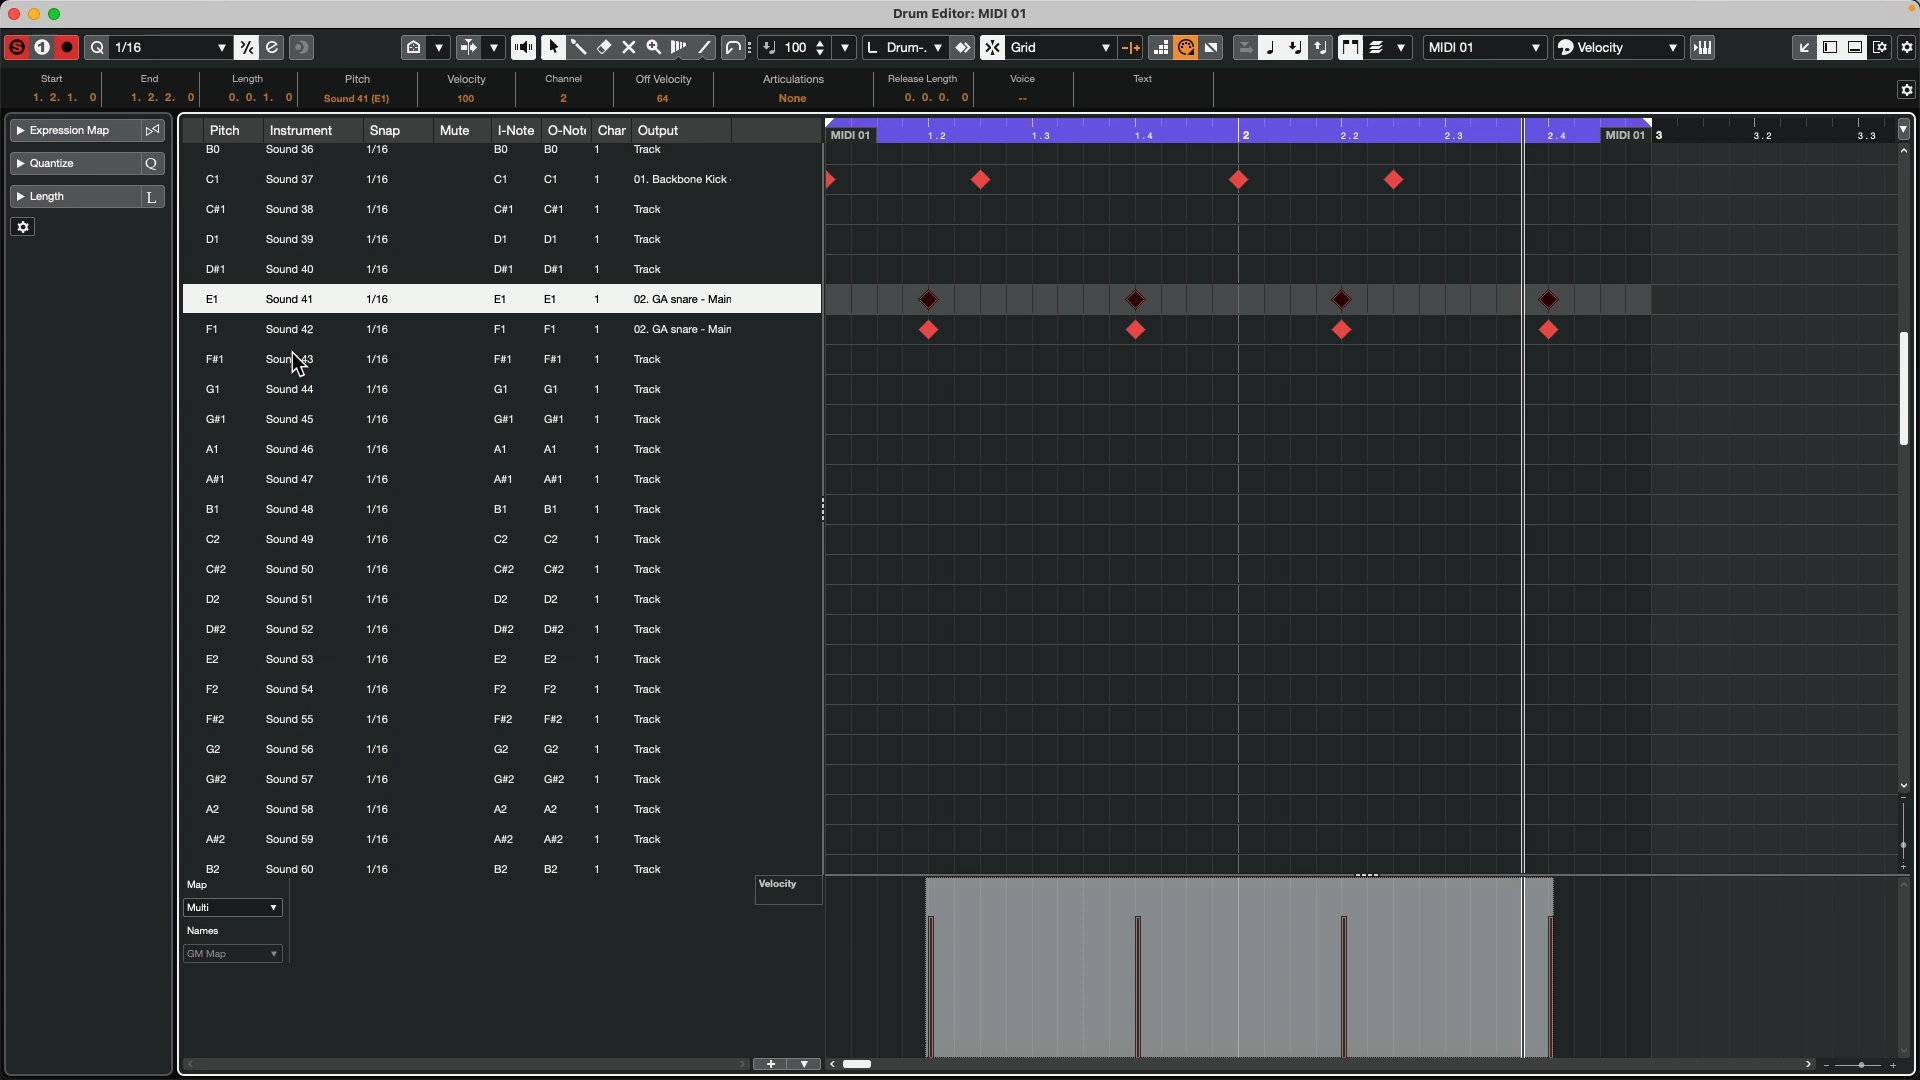 Drum Editor: MIDI 01
S 1 Q 1/16 e 100 L Drum-. Grid MIDI 01 Velocity
Start End Length Pitch Velocity Channel Off Velocity Articulations Release Length Voice Text
1. 2. 1. 0 1. 2. 2. 0 0. 0. 1. 0 Sound 41 (E1) 100 2 64 None 0. 0. 0. 0 --
Expression Map
Quantize Q
Length L
Pitch Instrument Snap Mute I-Note O-Note Char Output
MIDI 01 1.2 1.3 1.4 2 2.2 2.3 2.4 MIDI 01 3 3.2 3.3
B0 Sound 36 1/16 B0 B0 1 Track
C1 Sound 37 1/16 C1 C1 1 01. Backbone Kick -
C#1 Sound 38 1/16 C#1 C#1 1 Track
D1 Sound 39 1/16 D1 D1 1 Track
D#1 Sound 40 1/16 D#1 D#1 1 Track
E1 Sound 41 1/16 E1 E1 1 02. GA snare - Main
F1 Sound 42 1/16 F1 F1 1 02. GA snare - Main
F#1 Sound 43 1/16 F#1 F#1 1 Track
G1 Sound 44 1/16 G1 G1 1 Track
G#1 Sound 45 1/16 G#1 G#1 1 Track
A1 Sound 46 1/16 A1 A1 1 Track
A#1 Sound 47 1/16 A#1 A#1 1 Track
B1 Sound 48 1/16 B1 B1 1 Track
C2 Sound 49 1/16 C2 C2 1 Track
C#2 Sound 50 1/16 C#2 C#2 1 Track
D2 Sound 51 1/16 D2 D2 1 Track
D#2 Sound 52 1/16 D#2 D#2 1 Track
E2 Sound 53 1/16 E2 E2 1 Track
F2 Sound 54 1/16 F2 F2 1 Track
F#2 Sound 55 1/16 F#2 F#2 1 Track
G2 Sound 56 1/16 G2 G2 1 Track
G#2 Sound 57 1/16 G#2 G#2 1 Track
A2 Sound 58 1/16 A2 A2 1 Track
A#2 Sound 59 1/16 A#2 A#2 1 Track
B2 Sound 60 1/16 B2 B2 1 Track
Map
Multi
Names
GM Map
Velocity